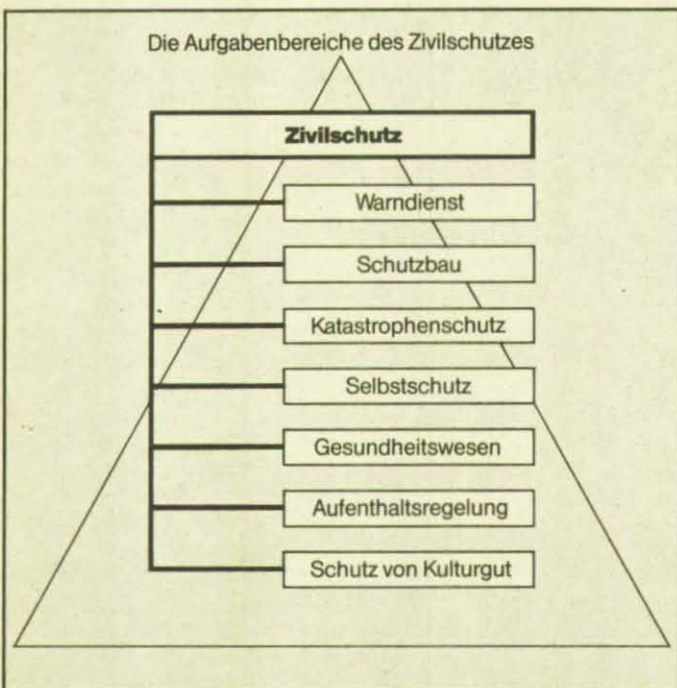 Die Aufgabenbereiche des Zivilschutzes
Zivilschutz
Warndienst
Schutzbau
Katastrophenschutz
Selbstschutz
Gesundheitswesen
Aufenthaltsregelung
Schutz von Kulturgut